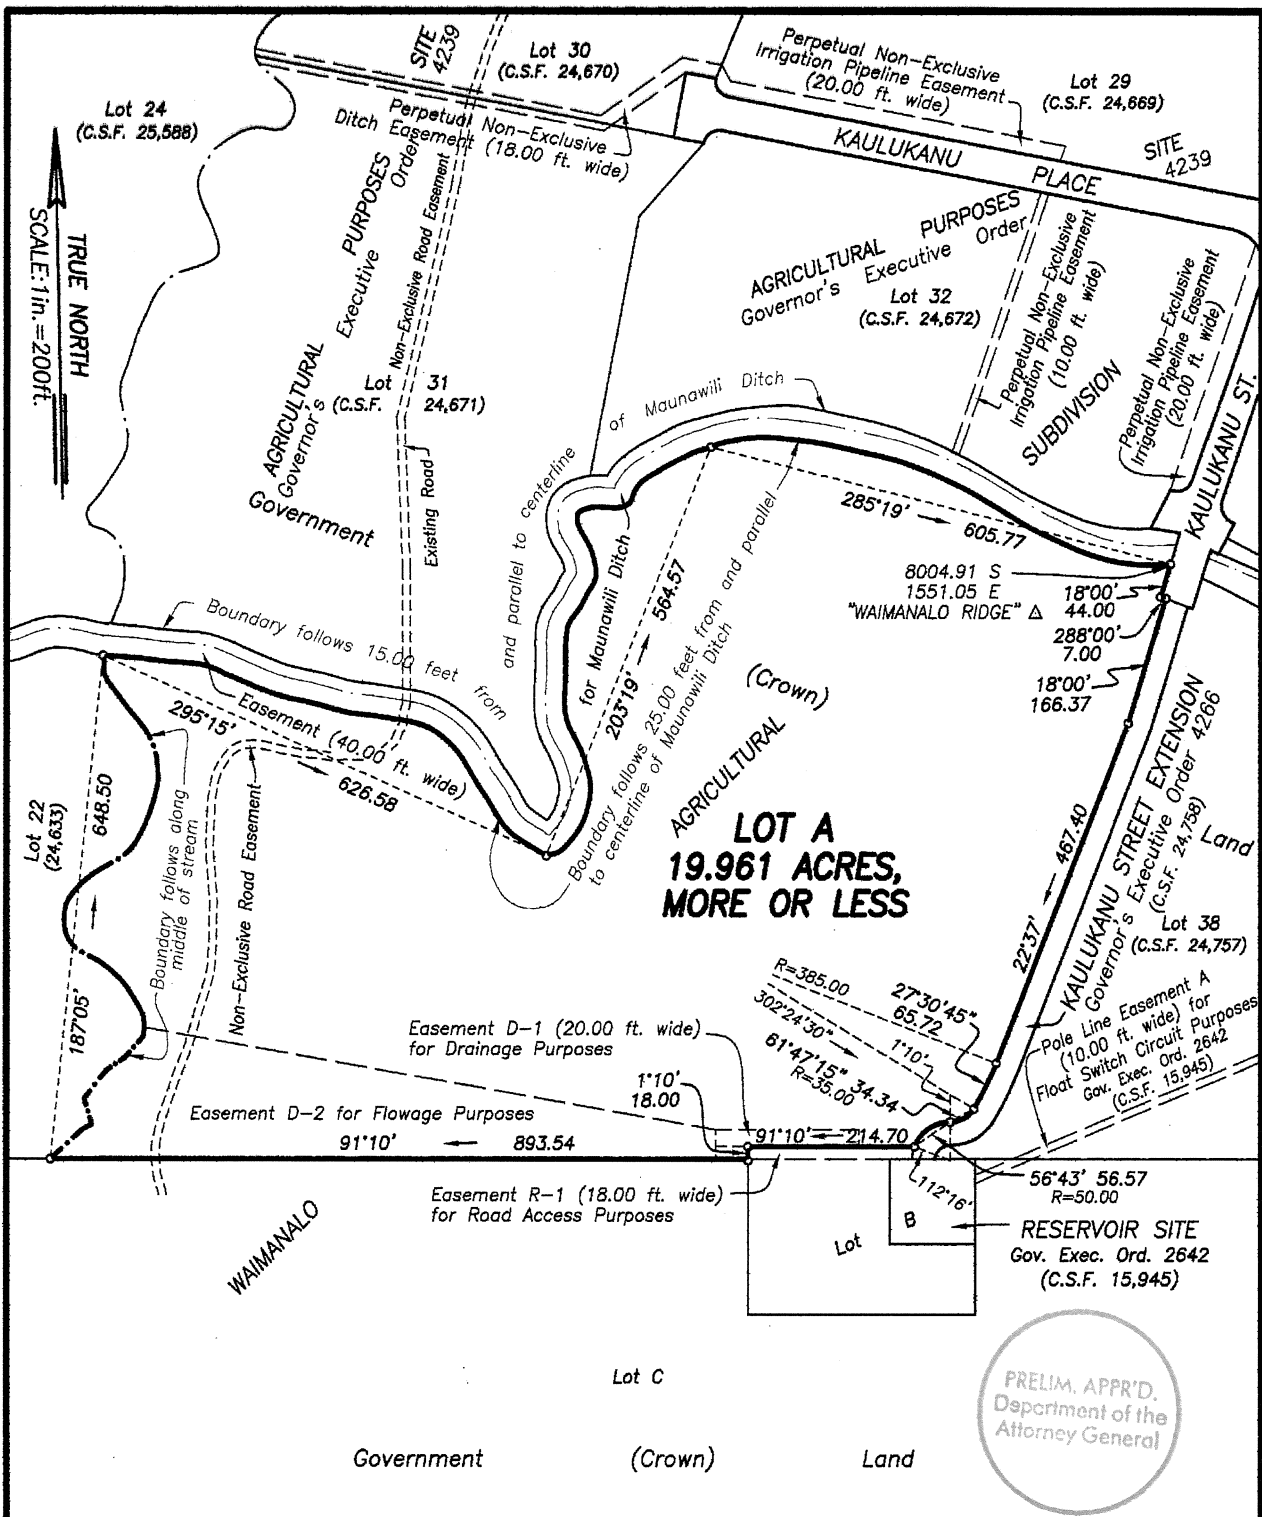 Lot 24
(C.S.F. 25,588)
TRUE NORTH
SCALE: 1in.=200ft.
SITE
4239
Lot 30
(C.S.F. 24,670)
Perpetual Non-Exclusive
Ditch Easement (18.00 ft. wide)
Perpetual Non-Exclusive
Irrigation Pipeline Easement
(20.00 ft. wide)
Lot 29
(C.S.F. 24,669)
SITE
4239
KAULUKANU PLACE
AGRICULTURAL PURPOSES
Governor's Executive Order
Lot 31
(C.S.F. 24,671)
Non-Exclusive Road Easement
Existing Road
Government
AGRICULTURAL PURPOSES
Governor's Executive Order
Lot 32
(C.S.F. 24,672)
Perpetual Non-Exclusive
Irrigation Pipeline Easement
(10.00 ft. wide)
SUBDIVISION
Perpetual Non-Exclusive
Irrigation Pipeline Easement
(20.00 ft. wide)
KAULUKANU ST.
Boundary follows 15.00 feet from
and parallel to centerline
of Maunawili Ditch
Easement (40.00 ft. wide)
for Maunawili Ditch
295°15'
626.58
203°19'
564.57
285°19'
605.77
Boundary follows 25.00 feet from and parallel
to centerline of Maunawili Ditch
8004.91 S
1551.05 E
"WAIMANALO RIDGE" Δ
18°00'
44.00
288°00'
7.00
18°00'
166.37
(Crown)
AGRICULTURAL
LOT A
19.961 ACRES,
MORE OR LESS
22°37'
467.40
KAULUKANU STREET EXTENSION
Governor's Executive Order 4266
(C.S.F. 24,758)
Land
Lot 38
(C.S.F. 24,757)
Lot 22
(24,633)
187°05'
648.50
Boundary follows along
middle of stream
Non-Exclusive Road Easement
R=385.00
27°30'45"
65.72
302°24'30"
1°10'
61°47'15" 34.34
R=35.00
Pole Line Easement A
(10.00 ft. wide) for
Float Switch Circuit Purposes
Gov. Exec. Ord. 2642
(C.S.F. 15,945)
Easement D-1 (20.00 ft. wide)
for Drainage Purposes
1°10'
18.00
Easement D-2 for Flowage Purposes
91°10'
893.54
91°10'
214.70
112°16'
56°43' 56.57
R=50.00
Easement R-1 (18.00 ft. wide)
for Road Access Purposes
WAIMANALO
Lot B
RESERVOIR SITE
Gov. Exec. Ord. 2642
(C.S.F. 15,945)
Lot C
PRELIM. APPR'D.
Department of the
Attorney General
Government (Crown) Land